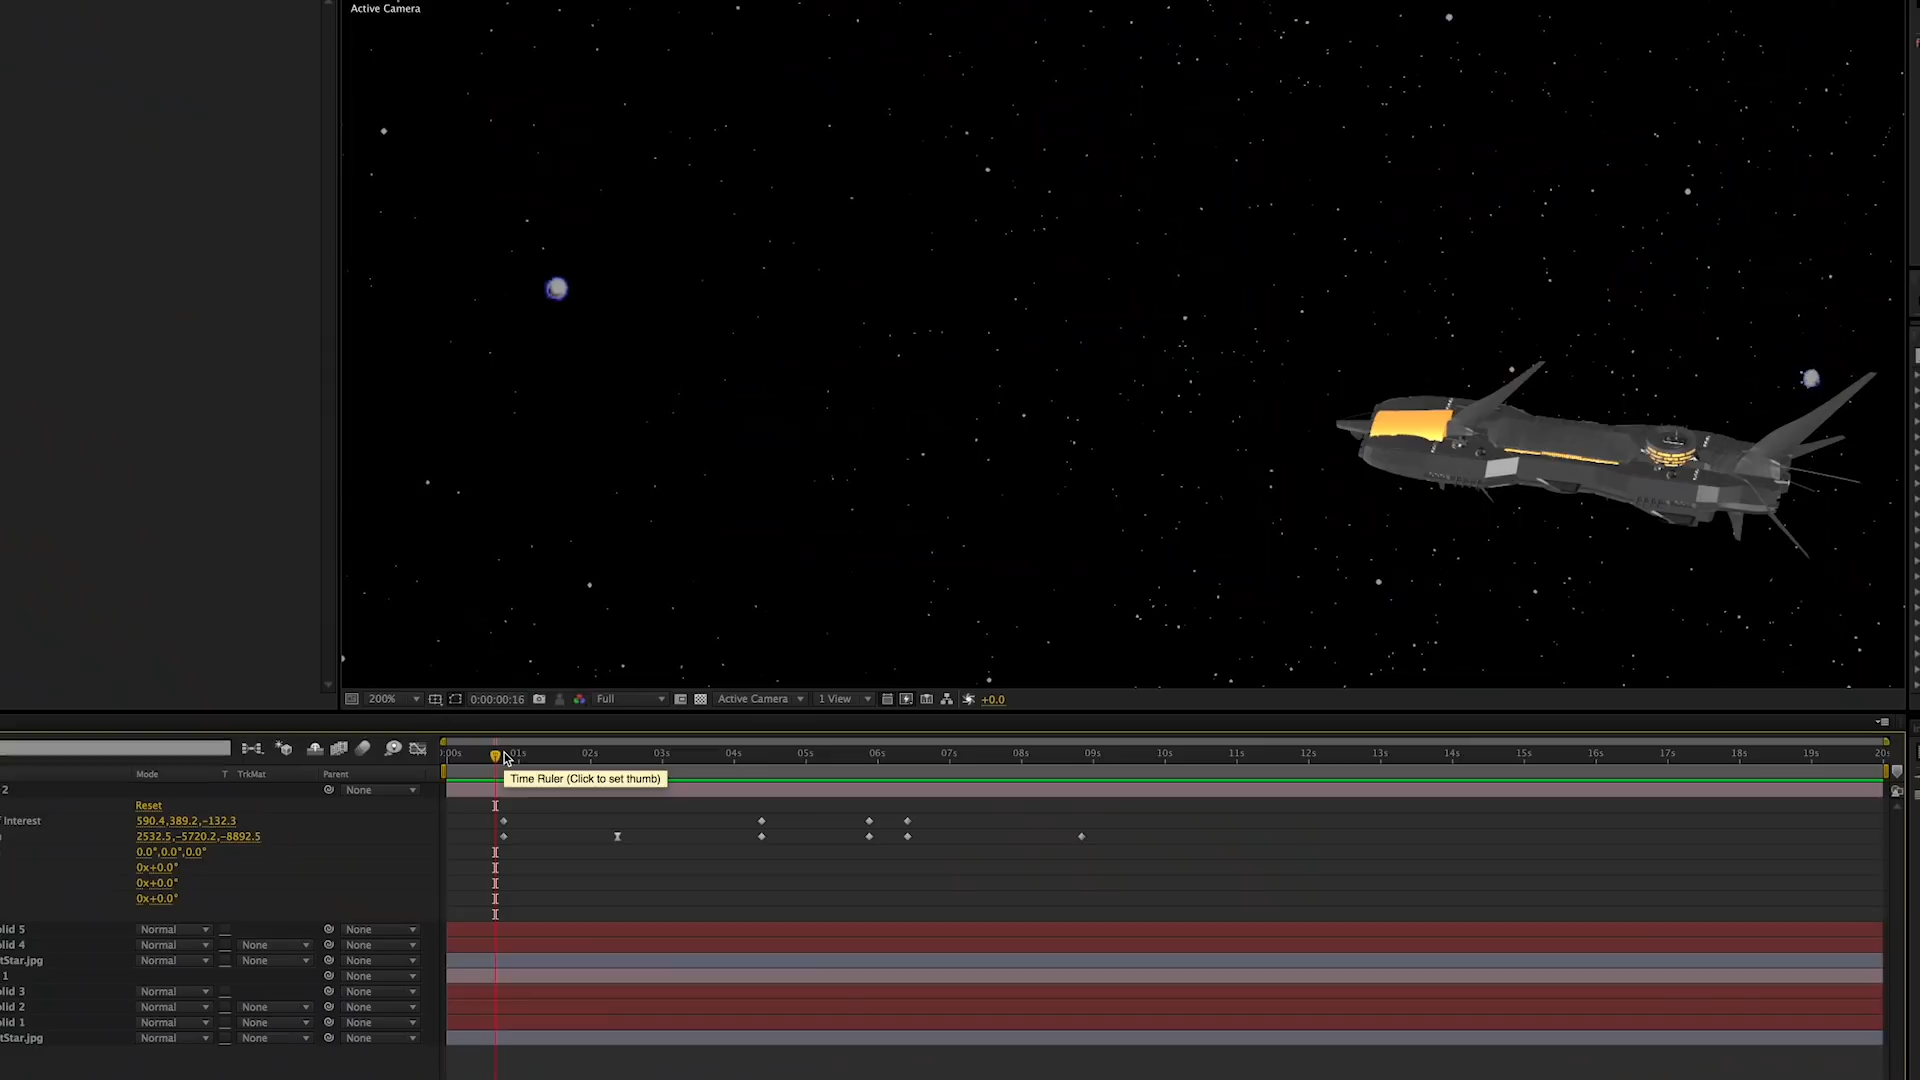 Active Camera
200% 0:00:00:16 Full Active Camera 1 View +0.0
:00s 01s 02s 03s 04s 05s 06s 07s 08s 09s 10s 11s 12s 13s 14s 15s 16s 17s 18s 19s 20s
Mode T TrkMat Parent
Time Ruler (Click to set thumb)
2 None
Reset
Interest 590.4,389.2,-132.3
2532.5,-5720.2,-8892.5
0.0°,0.0°,0.0°
0x+0.0°
0x+0.0°
0x+0.0°
olid 5 Normal None
olid 4 Normal None None
tStar.jpg Normal None None
1 None
olid 3 Normal None
olid 2 Normal None None
olid 1 Normal None None
tStar.jpg Normal None None